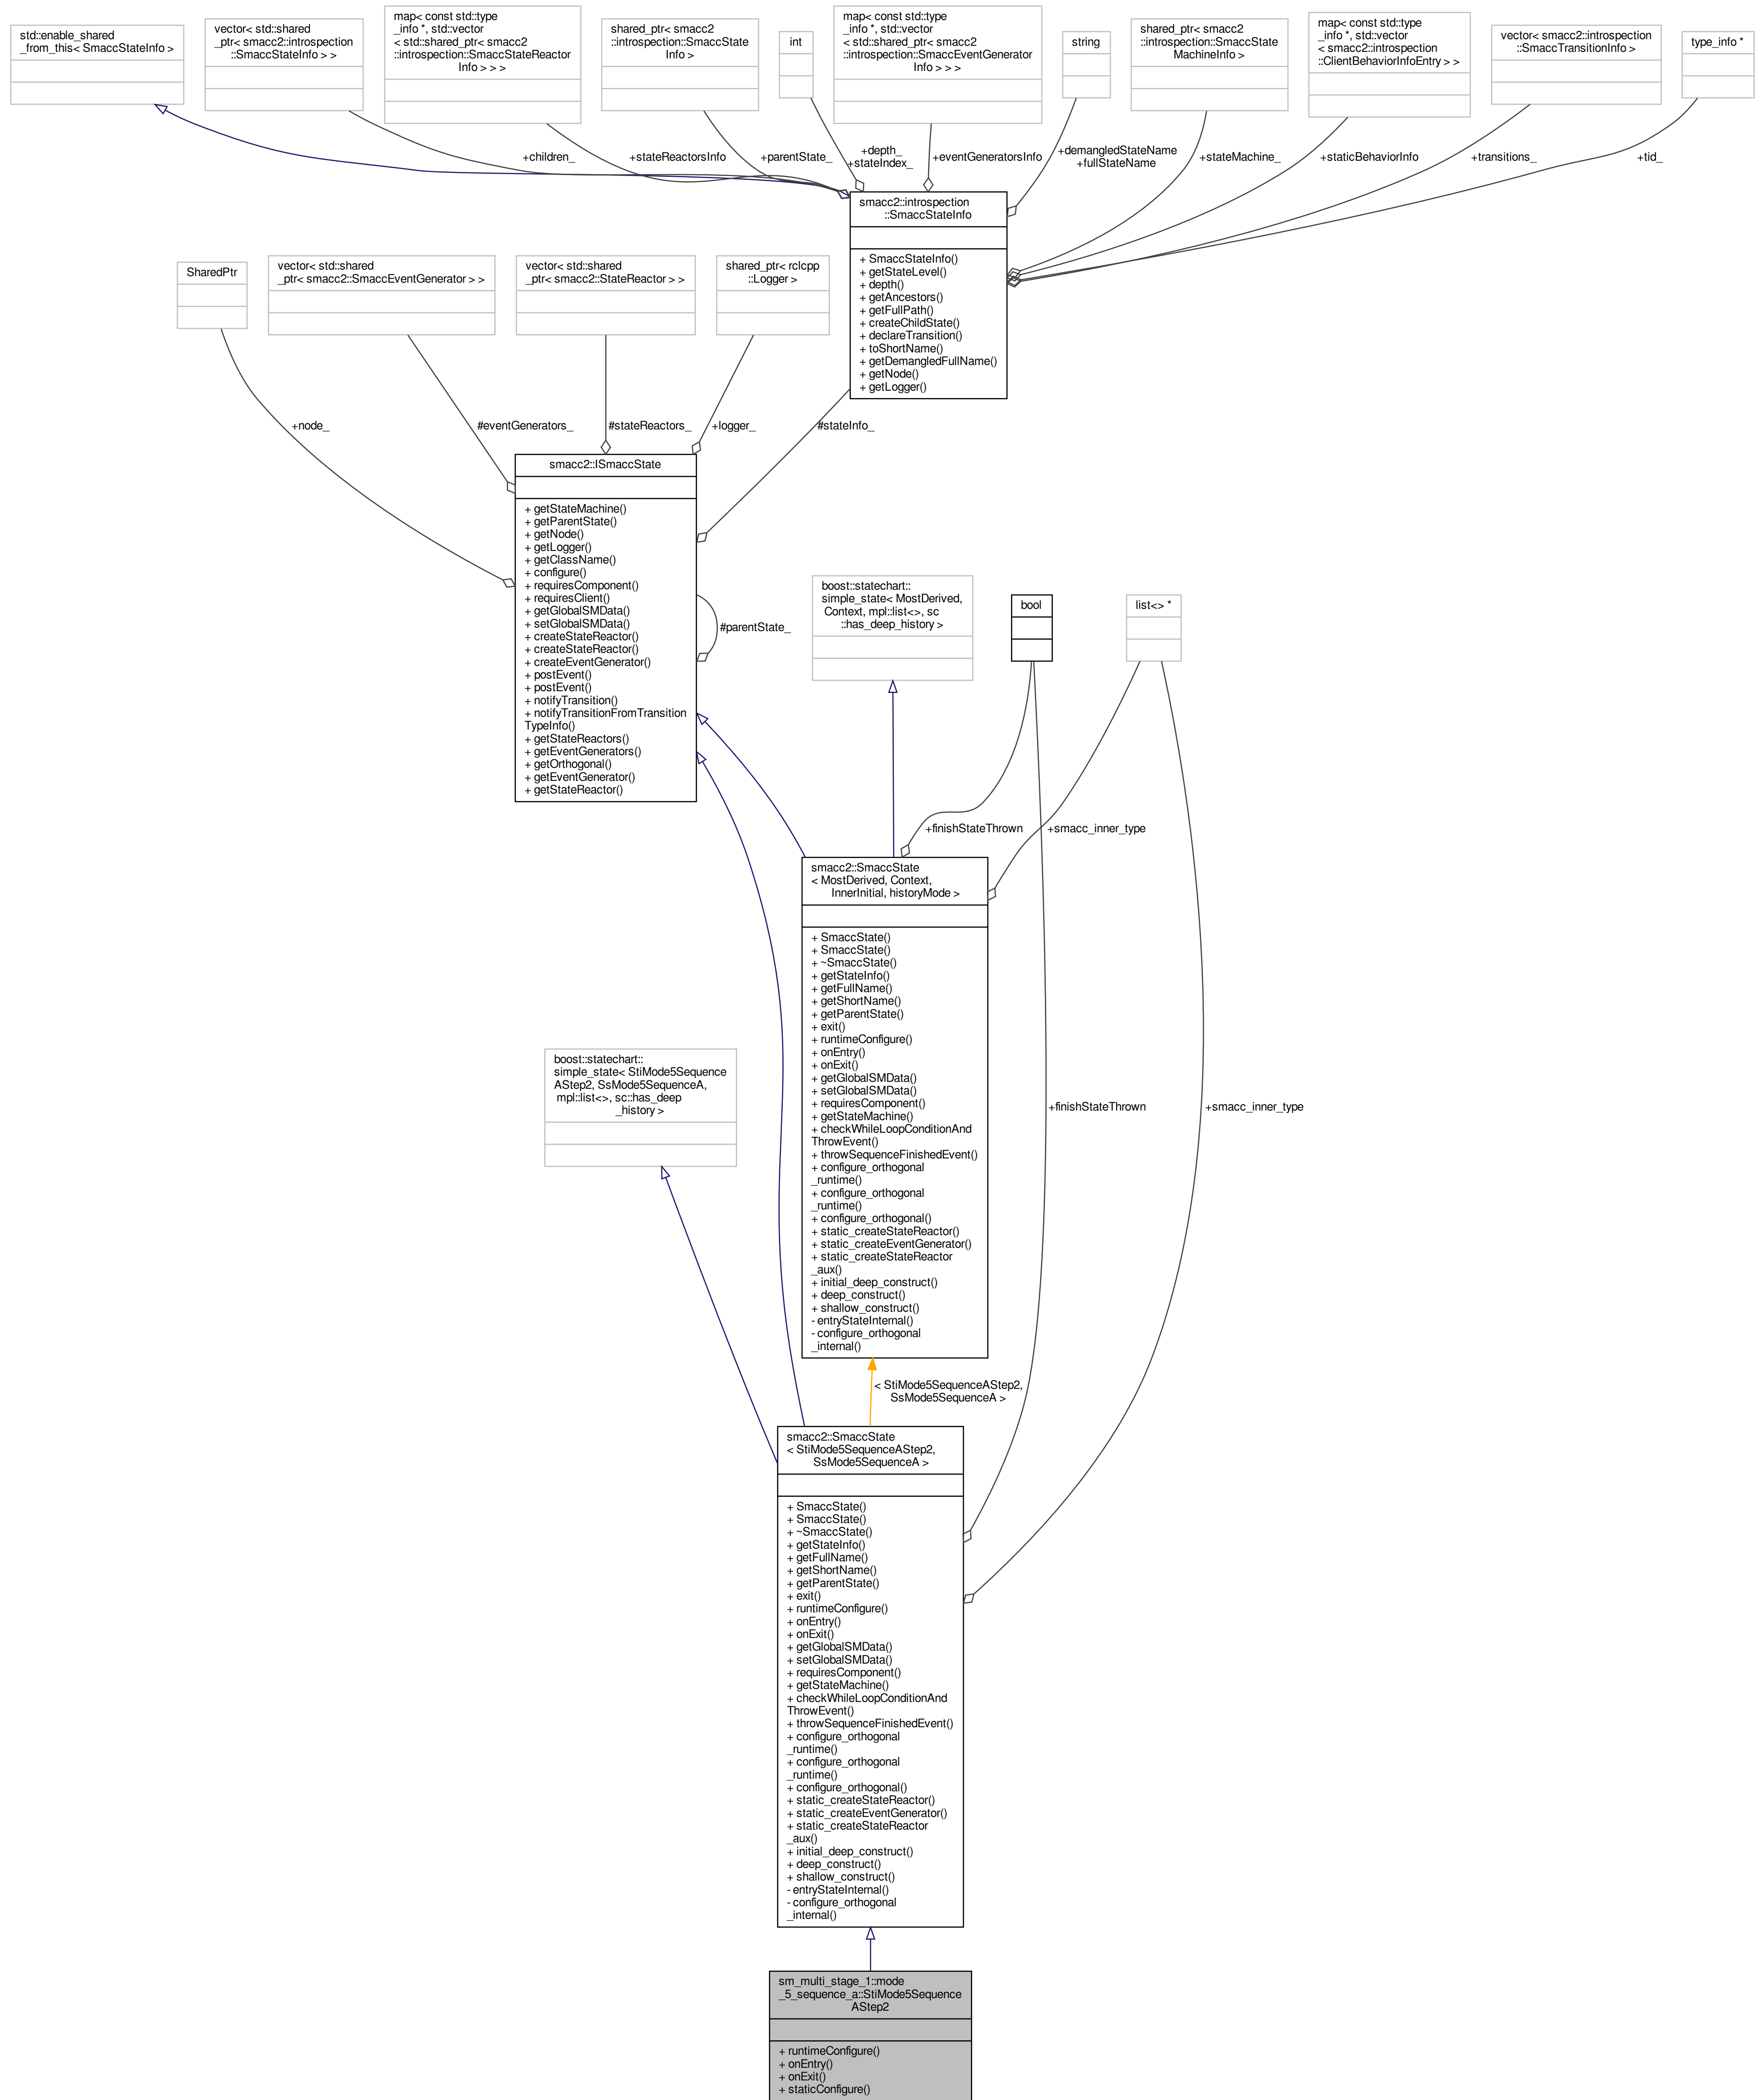 std::enable_shared
_from_this< SmaccStateInfo >
vector< std::shared
_ptr< smacc2::introspection
::SmaccStateInfo > >
map< const std::type
_info *, std::vector
< std::shared_ptr< smacc2
::introspection::SmaccStateReactor
Info > > >
shared_ptr< smacc2
::introspection::SmaccState
Info >
int
map< const std::type
_info *, std::vector
< std::shared_ptr< smacc2
::introspection::SmaccEventGenerator
Info > > >
string
shared_ptr< smacc2
::introspection::SmaccState
MachineInfo >
map< const std::type
_info *, std::vector
< smacc2::introspection
::ClientBehaviorInfoEntry > >
vector< smacc2::introspection
::SmaccTransitionInfo >
type_info *
+children_
+stateReactorsInfo
+parentState_
+depth_
+stateIndex_
+eventGeneratorsInfo
+demangledStateName
+fullStateName
+stateMachine_
+staticBehaviorInfo
+transitions_
+tid_
smacc2::introspection
::SmaccStateInfo
+ SmaccStateInfo()
+ getStateLevel()
+ depth()
+ getAncestors()
+ getFullPath()
+ createChildState()
+ declareTransition()
+ toShortName()
+ getDemangledFullName()
+ getNode()
+ getLogger()
SharedPtr
vector< std::shared
_ptr< smacc2::SmaccEventGenerator > >
vector< std::shared
_ptr< smacc2::StateReactor > >
shared_ptr< rclcpp
::Logger >
+node_
#eventGenerators_
#stateReactors_
+logger_
#stateInfo_
smacc2::ISmaccState
+ getStateMachine()
+ getParentState()
+ getNode()
+ getLogger()
+ getClassName()
+ configure()
+ requiresComponent()
+ requiresClient()
+ getGlobalSMData()
+ setGlobalSMData()
+ createStateReactor()
+ createStateReactor()
+ createEventGenerator()
+ postEvent()
+ postEvent()
+ notifyTransition()
+ notifyTransitionFromTransition
TypeInfo()
+ getStateReactors()
+ getEventGenerators()
+ getOrthogonal()
+ getEventGenerator()
+ getStateReactor()
#parentState_
boost::statechart::
simple_state< MostDerived,
Context, mpl::list<>, sc
::has_deep_history >
bool
list<> *
+finishStateThrown
+smacc_inner_type
smacc2::SmaccState
< MostDerived, Context,
InnerInitial, historyMode >
+ SmaccState()
+ SmaccState()
+ ~SmaccState()
+ getStateInfo()
+ getFullName()
+ getShortName()
+ getParentState()
+ exit()
+ runtimeConfigure()
+ onEntry()
+ onExit()
+ getGlobalSMData()
+ setGlobalSMData()
+ requiresComponent()
+ getStateMachine()
+ checkWhileLoopConditionAnd
ThrowEvent()
+ throwSequenceFinishedEvent()
+ configure_orthogonal
_runtime()
+ configure_orthogonal
_runtime()
+ configure_orthogonal()
+ static_createStateReactor()
+ static_createEventGenerator()
+ static_createStateReactor
_aux()
+ initial_deep_construct()
+ deep_construct()
+ shallow_construct()
- entryStateInternal()
- configure_orthogonal
_internal()
boost::statechart::
simple_state< StiMode5Sequence
AStep2, SsMode5SequenceA,
mpl::list<>, sc::has_deep
_history >
+finishStateThrown
+smacc_inner_type
< StiMode5SequenceAStep2,
SsMode5SequenceA >
smacc2::SmaccState
< StiMode5SequenceAStep2,
SsMode5SequenceA >
+ SmaccState()
+ SmaccState()
+ ~SmaccState()
+ getStateInfo()
+ getFullName()
+ getShortName()
+ getParentState()
+ exit()
+ runtimeConfigure()
+ onEntry()
+ onExit()
+ getGlobalSMData()
+ setGlobalSMData()
+ requiresComponent()
+ getStateMachine()
+ checkWhileLoopConditionAnd
ThrowEvent()
+ throwSequenceFinishedEvent()
+ configure_orthogonal
_runtime()
+ configure_orthogonal
_runtime()
+ configure_orthogonal()
+ static_createStateReactor()
+ static_createEventGenerator()
+ static_createStateReactor
_aux()
+ initial_deep_construct()
+ deep_construct()
+ shallow_construct()
- entryStateInternal()
- configure_orthogonal
_internal()
sm_multi_stage_1::mode
_5_sequence_a::StiMode5Sequence
AStep2
+ runtimeConfigure()
+ onEntry()
+ onExit()
+ staticConfigure()